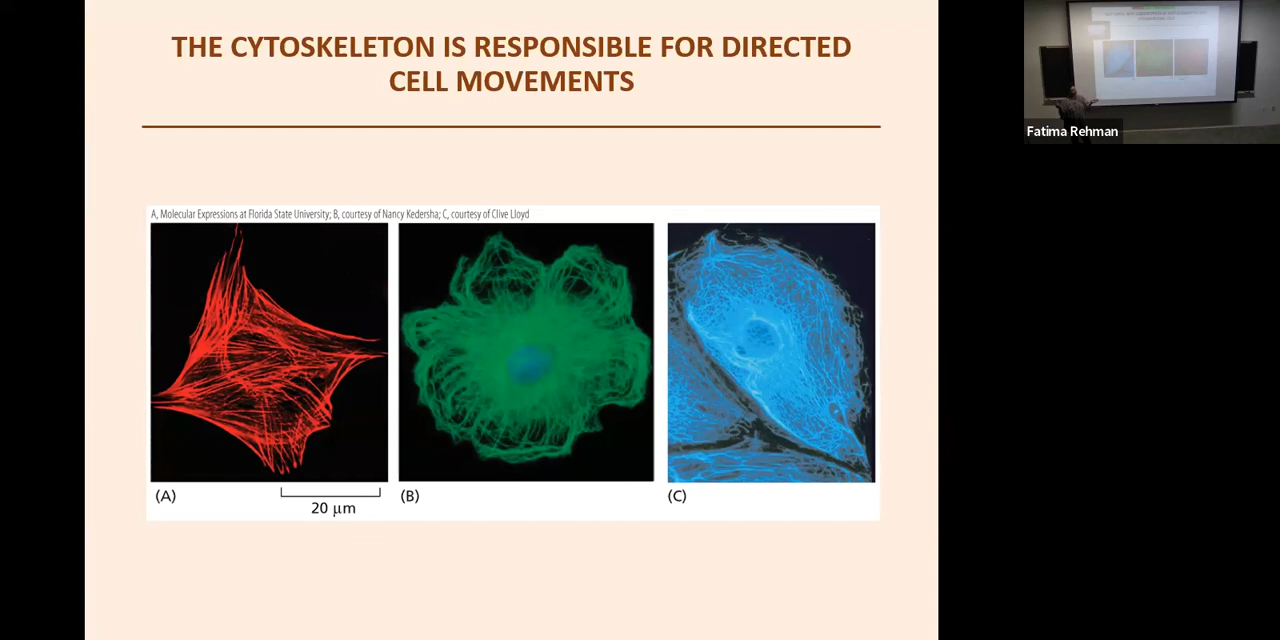 THE CYTOSKELETON IS RESPONSIBLE FOR DIRECTED
CELL MOVEMENTS
A, Molecular Expressions at Florida State University; B, courtesy of Nancy Kedersha; C, courtesy of Clive Lloyd
(A)
20 μm
(B)
(C)
Fatima Rehman